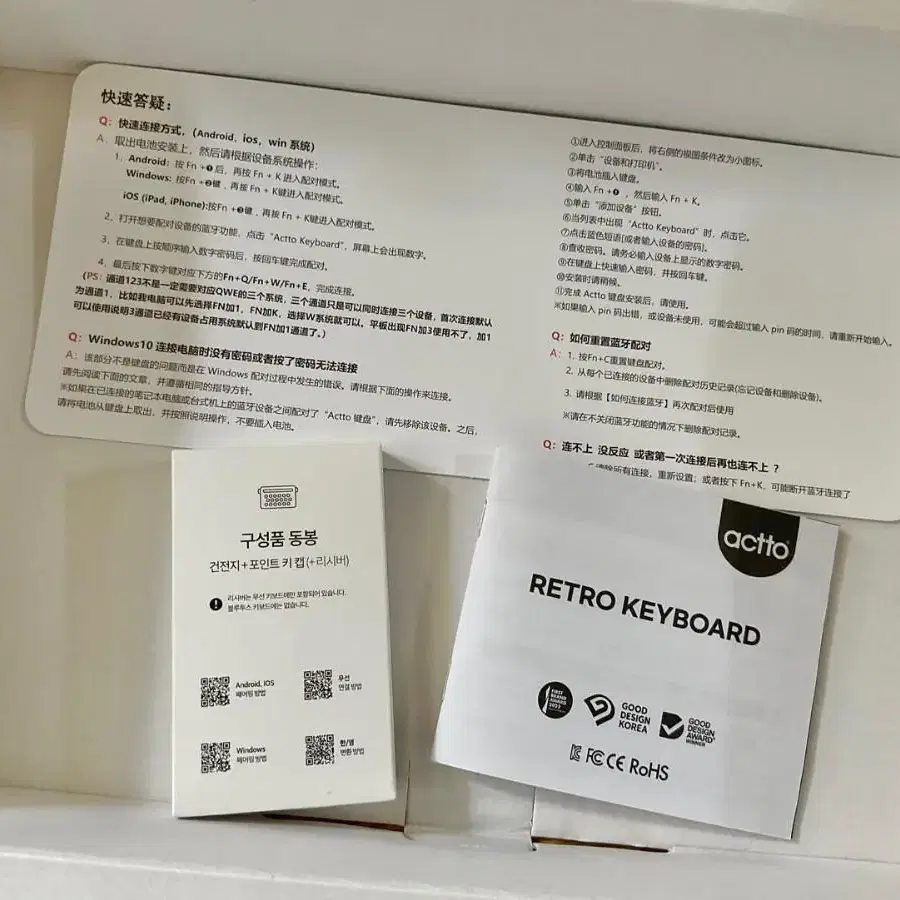 快速答疑：
Q: 快速连接方式，(Android、ios、win 系统)
A: 取出电池安装上，然后请根据设备系统操作：
1、Android: 按 Fn +❶ 后，再按 Fn + K 进入配对模式。
Windows: 按Fn +❷键，再按 Fn + K键进入配对模式。
iOS (iPad, iPhone):按Fn +❸键，再按 Fn + K键进入配对模式。
2、打开想要配对设备的蓝牙功能，点击“Actto Keyboard”，屏幕上会出现数字。
3、在键盘上按顺序输入数字密码后，按回车键完成配对。
4、最后按下数字键对应下方的Fn+Q/Fn+W/Fn+E，完成连接。
(PS：通道123不是一定需要对应QWE的三个系统，三个通道只是可以同时连接三个设备，首次连接默认
为通道1，比如我电脑可以先选择FN加1，FN加K，选择W系统就可以。平板出现FN加3使用不了，加1
可以使用说明3通道已经有设备占用系统默认到FN加1通道了。)
Q: Windows10 连接电脑时没有密码或者按了密码无法连接
A: 该部分不是键盘的问题而是在 Windows 配对过程中发生的错误。请根据下面的操作来连接。
请先阅读下面的文章，并遵循相同的指导方针。
※如果在已连接的笔记本电脑或台式机上的蓝牙设备之间配对了“Actto 键盘”，请先移除该设备。之后，
请将电池从键盘上取出，并按照说明操作，不要插入电池。
①进入控制面板后，将右侧的视图条件改为小图标。
②单击“设备和打印机”。
③将电池插入键盘。
④输入 Fn +❷，然后输入 Fn + K。
⑤单击“添加设备”按钮。
⑥当列表中出现“Actto Keyboard”时，点击它。
⑦点击蓝色短语[或者输入设备的密码]。
⑧查收密码。请务必输入设备上显示的数字密码。
⑨在键盘上快速输入密码，并按回车键。
⑩安装时请稍候。
⑪完成 Actto 键盘安装后，请使用。
※如果输入 pin 码出错，或设备未使用，可能会超过输入 pin 码的时间，请重新开始输入。
Q: 如何重置蓝牙配对
A: 1. 按Fn+C重置键盘配对。
2. 从每个已连接的设备中删除配对历史记录(忘记设备和删除设备)。
3. 请根据【如何连接蓝牙】再次配对后使用
※请在不关闭蓝牙功能的情况下删除配对记录。
Q: 连不上 没反应 或者第一次连接后再也连不上？
清除所有连接，重新设置；或者按下 Fn+K，可能断开蓝牙连接了
구성품 동봉
건전지+포인트 키 캡(+리시버)
리시버는 무선 키보드에만 포함되어 있습니다.
블루투스 키보드에는 없습니다.
Android, iOS
페어링 방법
무선
연결 방법
Windows
페어링 방법
한/영
변환 방법
actto
RETRO KEYBOARD
FIRST
BRAND
AWARD
2022
GOOD
DESIGN
KOREA
GOOD
DESIGN
AWARD
WINNER
FC CE RoHS